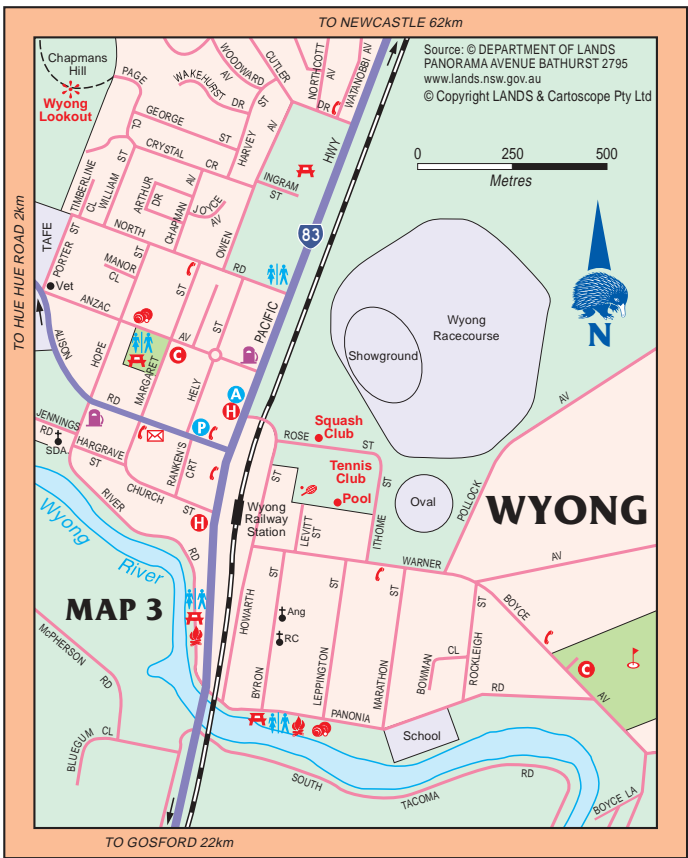 TO NEWCASTLE 62km
Source: © DEPARTMENT OF LANDS
PANORAMA AVENUE BATHURST 2795
www.lands.nsw.gov.au
© Copyright LANDS & Cartoscope Pty Ltd
0 250 500
Metres
N
TO HUE HUE ROAD 2km
Chapmans
Hill
Wyong
Lookout
PAGE
CL
WAKEHURST
DR
WOODWARD
AV
CUTLER
DR
NORTHCOTT
AV
WATANOBBI AV
GEORGE
ST
HARVEY
ST
AV
CRYSTAL
CR
INGRAM
ST
HWY
83
PACIFIC
TIMBERLINE
CL
WILLIAM
ST
ARTHUR
DR
CHAPMAN
AV
JOYCE
AV
OWEN
NORTH
RD
TAFE
PORTER
ST
MANOR
CL
ST
ST
ST
Vet
ANZAC
AV
ALISON
RD
HOPE
MARGARET
HELY
C
A
H
P
JENNINGS
RD
SDA
HARGRAVE
ST
RANKEN'S
CRT
CHURCH
ST
H
RIVER
RD
Wyong
River
MAP 3
Wyong
Racecourse
Showground
Squash
Club
ROSE
ST
Tennis
Club
Pool
Oval
ST
ITHOME
ST
LEVITT
ST
Wyong
Railway
Station
POLLOCK
AV
WYONG
WARNER
AV
HOWARTH
ST
BYRON
ST
Ang
RC
LEPPINGTON
ST
MARATHON
ST
BOWMAN
CL
ROCKLEIGH
ST
BOYCE
AV
C
PANONIA
RD
School
McPHERSON
RD
BLUEGUM
CL
SOUTH
TACOMA
RD
BOYCE LA
TO GOSFORD 22km